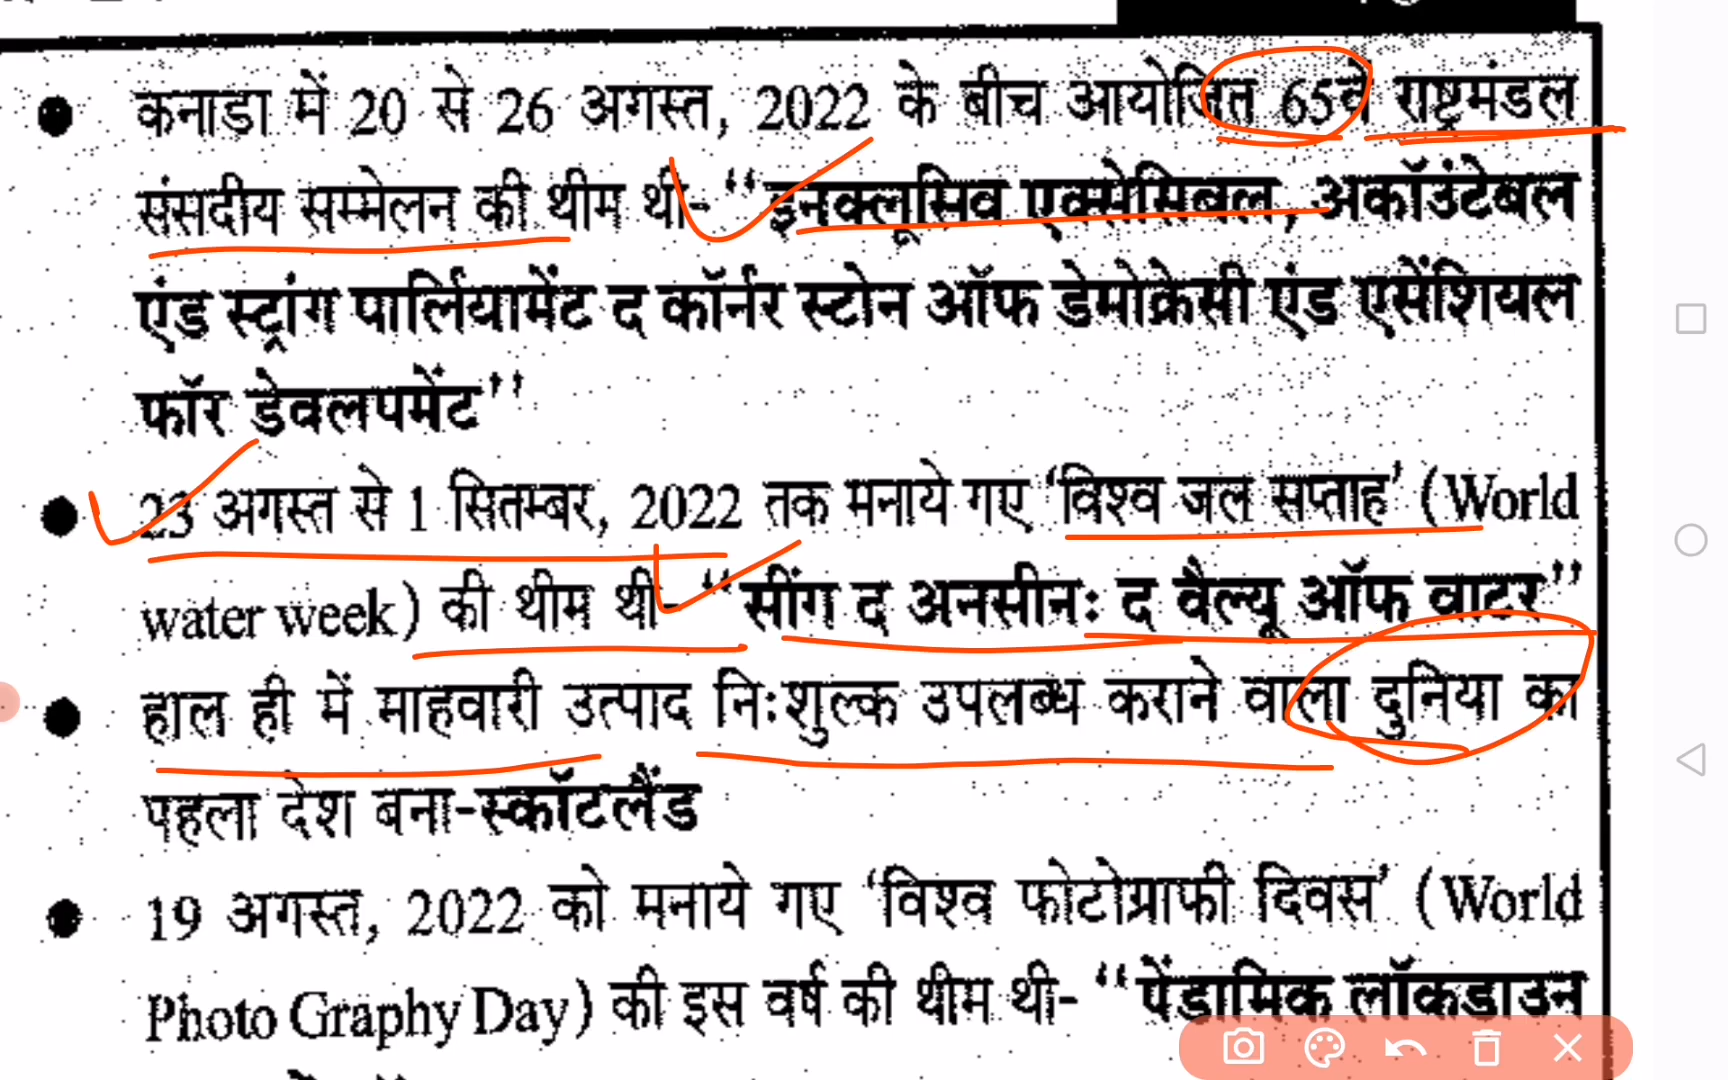 कनाडा में 20 से 26 अगस्त, 2022 के बीच आयोजित 65वें राष्ट्रमंडल
संसदीय सम्मेलन की थीम थी- “इनक्लूसिव एक्सेसिबल, अकॉउंटेबल
एंड स्ट्रांग पार्लियामेंट द कॉर्नर स्टोन ऑफ डेमोक्रेसी एंड एसेंशियल
फॉर डेवलपमेंट”
23 अगस्त से 1 सितम्बर, 2022 तक मनाये गए ‘विश्व जल सप्ताह’ (World
water week) की थीम थी- “सींग द अनसीनः द वैल्यू ऑफ वाटर”
हाल ही में माहवारी उत्पाद निःशुल्क उपलब्ध कराने वाला दुनिया का
पहला देश बना-स्कॉटलैंड
19 अगस्त, 2022 को मनाये गए ‘विश्व फोटोग्राफी दिवस’ (World
Photo Graphy Day) की इस वर्ष की थीम थी- “पेंडामिक लॉकडाउन